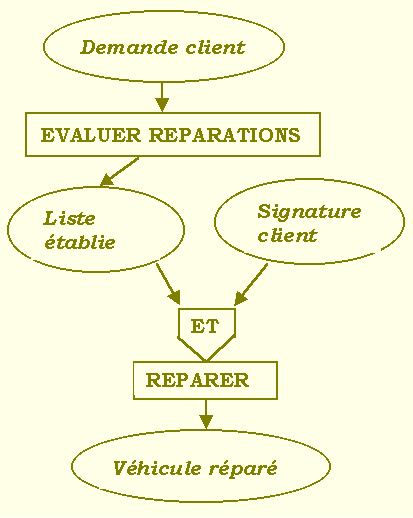 Demande client
EVALUER REPARATIONS
Liste
établie
Signature
client
ET
REPARER
Véhicule réparé